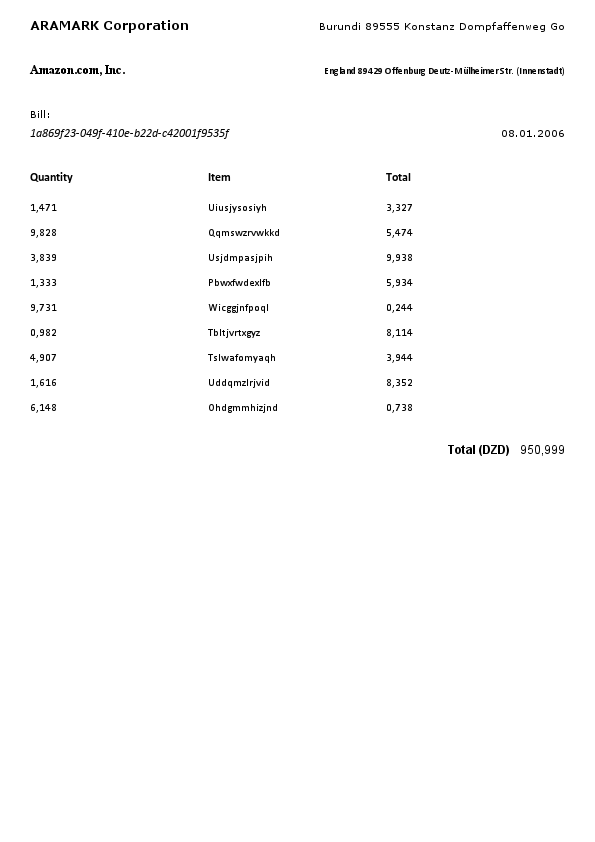 ARAMARK Corporation Burundi 89555 Konstanz Dompfaffenweg Go
Amazon.com, Inc. England 89429 Offenburg Deutz-Mülheimer Str. (Innenstadt)
Bill:
1a869f23-049f-410e-b22d-c42001f9535f 08.01.2006
Quantity Item Total
1,471 Uiusjysosiyh 3,327
9,828 Qqmswzrvwkkd 5,474
3,839 Usjdmpasjpih 9,938
1,333 Pbwxfwdexlfb 5,934
9,731 Wicggjnfpoql 0,244
0,982 Tbltjvrtxgyz 8,114
4,907 Tslwafomyaqh 3,944
1,616 Uddqmzlrjvid 8,352
6,148 Ohdgmmhizjnd 0,738
Total (DZD) 950,999